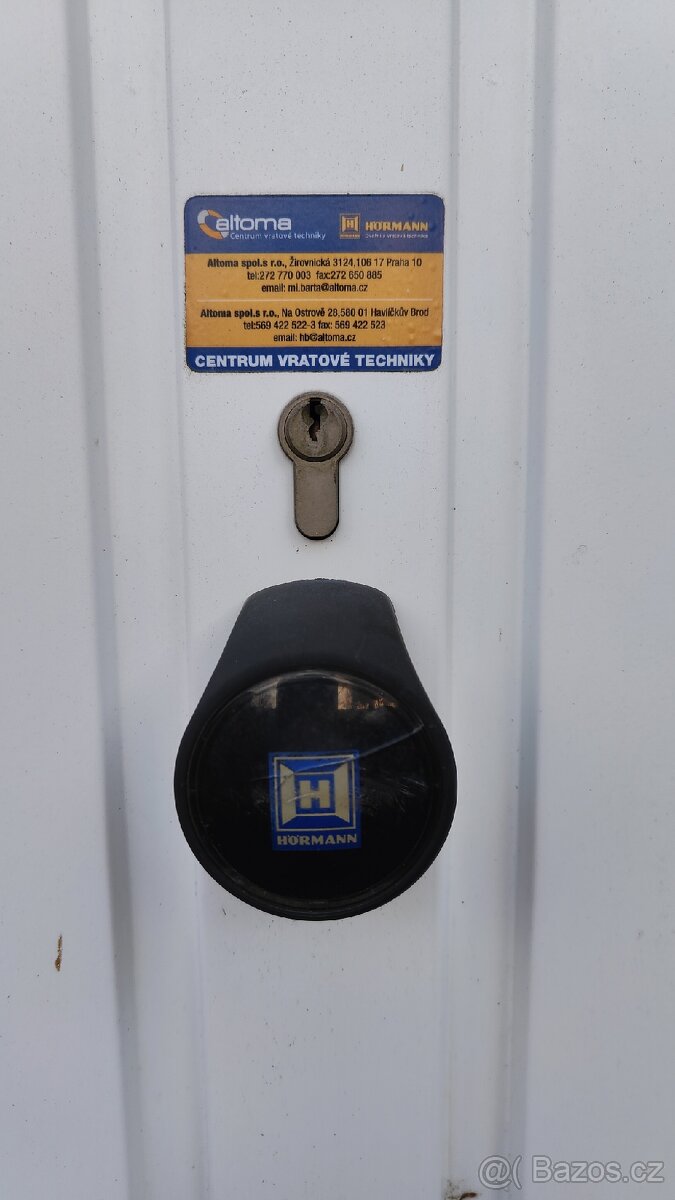 altoma
Centrum vratové techniky
HÖRMANN
Altoma spol.s r.o., Žirovnická 3124,106 17 Praha 10
tel:272 770 003 fax:272 650 885
email: ml.barta@altoma.cz
Altoma spol.s r.o., Na Ostrově 28,580 01 Havlíčkův Brod
tel:569 422 522-3 fax: 569 422 523
email: hb@altoma.cz
CENTRUM VRATOVÉ TECHNIKY
H
HÖRMANN
@( Bazos.cz